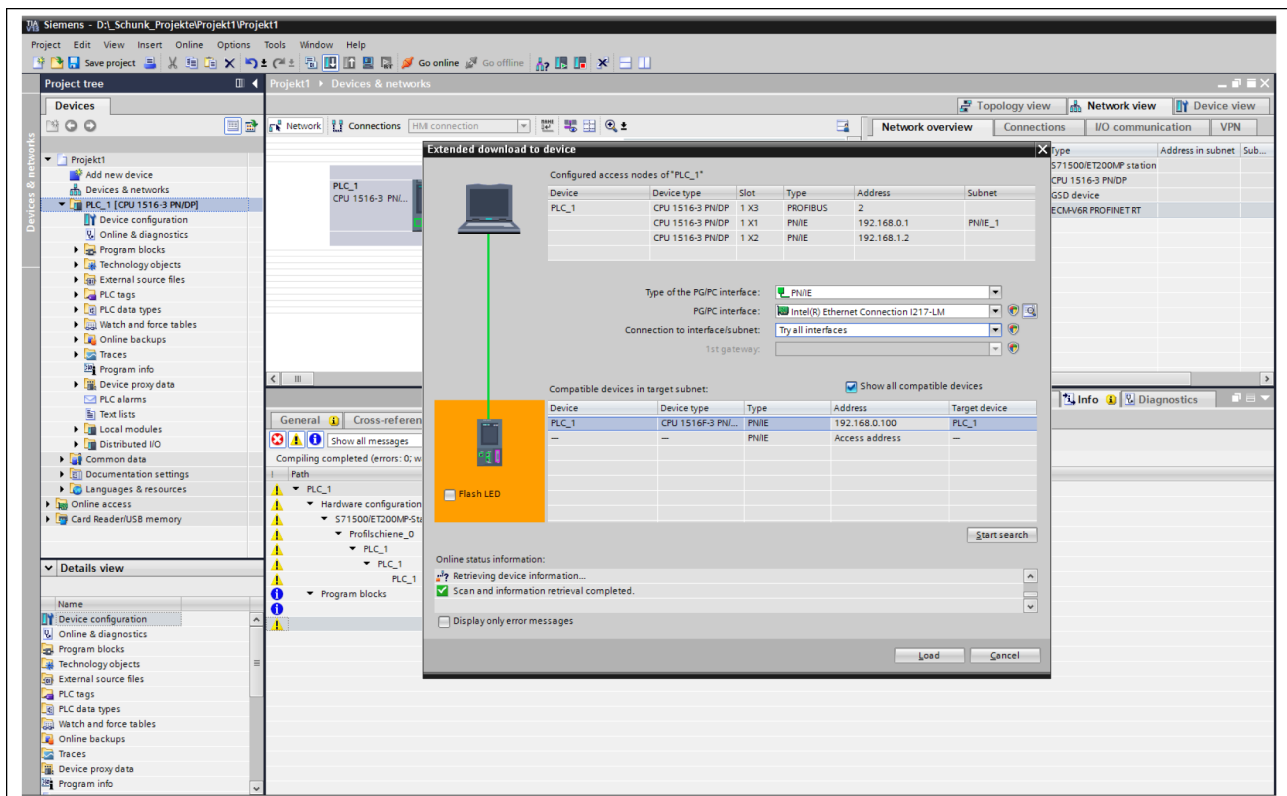 Siemens - D:\_Schunk_Projekte\Projekt1\Projekt1
Project Edit View Insert Online Options Tools Window Help
Save project Go online Go offline
Project tree
Projekt1 Devices & networks
Devices
Topology view Network view Device view
Network Connections HMI connection
Network overview Connections I/O communication VPN
Devices & networks
Projekt1
Add new device
Devices & networks
PLC_1 [CPU 1516-3 PN/DP]
Device configuration
Online & diagnostics
Program blocks
Technology objects
External source files
PLC tags
PLC data types
Watch and force tables
Online backups
Traces
Program info
Device proxy data
PLC alarms
Text lists
Local modules
Distributed I/O
Common data
Documentation settings
Languages & resources
Online access
Card Reader/USB memory
Details view
Name
Device configuration
Online & diagnostics
Program blocks
Technology objects
External source files
PLC tags
PLC data types
Watch and force tables
Online backups
Traces
Device proxy data
Program info
PLC_1
CPU 1516-3 PN/...
Type Address in subnet Sub...
S71500/ET200MP station
CPU 1516-3 PN/DP
GSD device
ECM-V6R PROFINET RT
Extended download to device
Configured access nodes of "PLC_1"
Device Device type Slot Type Address Subnet
PLC_1 CPU 1516-3 PN/DP 1 X3 PROFIBUS 2
CPU 1516-3 PN/DP 1 X1 PN/IE 192.168.0.1 PN/IE_1
CPU 1516-3 PN/DP 1 X2 PN/IE 192.168.1.2
Type of the PG/PC interface: PN/IE
PG/PC interface: Intel(R) Ethernet Connection I217-LM
Connection to interface/subnet: Try all interfaces
1st gateway:
Compatible devices in target subnet: Show all compatible devices
Device Device type Type Address Target device
PLC_1 CPU 1516F-3 PN/... PN/IE 192.168.0.100 PLC_1
— — PN/IE Access address —
Flash LED
Start search
Online status information:
Retrieving device information...
Scan and information retrieval completed.
Display only error messages
Load Cancel
Info Diagnostics
General Cross-referen
Show all messages
Compiling completed (errors: 0; w
! Path
PLC_1
Hardware configuration
S71500/ET200MP-Sta
Profilschiene_0
PLC_1
PLC_1
PLC_1
Program blocks